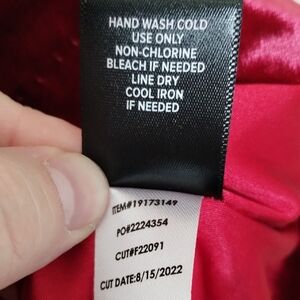 HAND WASH COLD
USE ONLY
NON-CHLORINE
BLEACH IF NEEDED
LINE DRY
COOL IRON
IF NEEDED
ITEM#19173149
PO#2224354
CUT#F22091
CUT DATE:8/15/2022